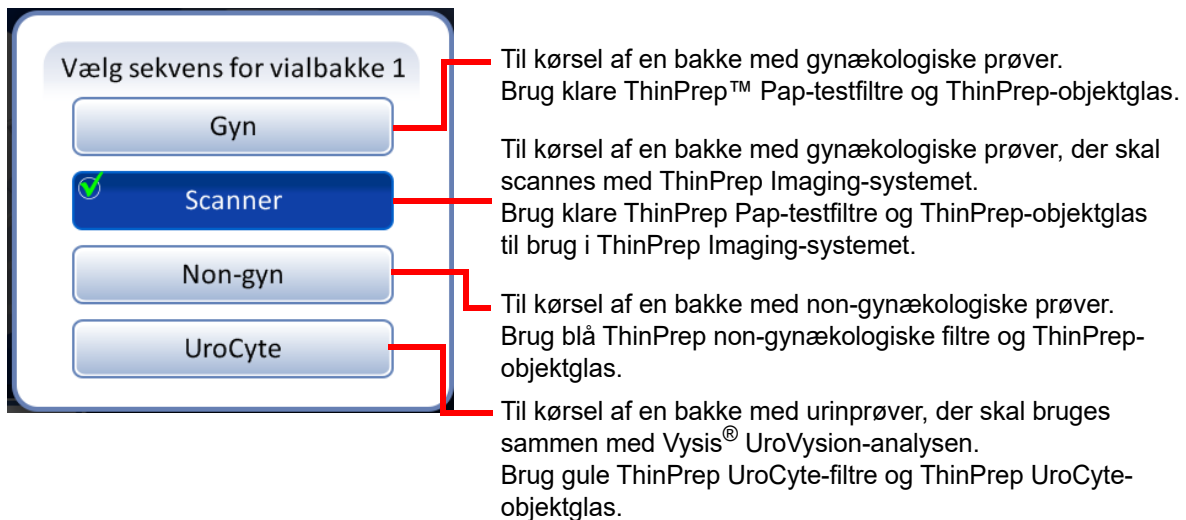 Vælg sekvens for vialbakke 1
Gyn
Scanner
Non-gyn
UroCyte
Til kørsel af en bakke med gynækologiske prøver.
Brug klare ThinPrep™ Pap-testfiltre og ThinPrep-objektglas.
Til kørsel af en bakke med gynækologiske prøver, der skal
scannes med ThinPrep Imaging-systemet.
Brug klare ThinPrep Pap-testfiltre og ThinPrep-objektglas
til brug i ThinPrep Imaging-systemet.
Til kørsel af en bakke med non-gynækologiske prøver.
Brug blå ThinPrep non-gynækologiske filtre og ThinPrep-
objektglas.
Til kørsel af en bakke med urinprøver, der skal bruges
sammen med Vysis® UroVysion-analysen.
Brug gule ThinPrep UroCyte-filtre og ThinPrep UroCyte-
objektglas.